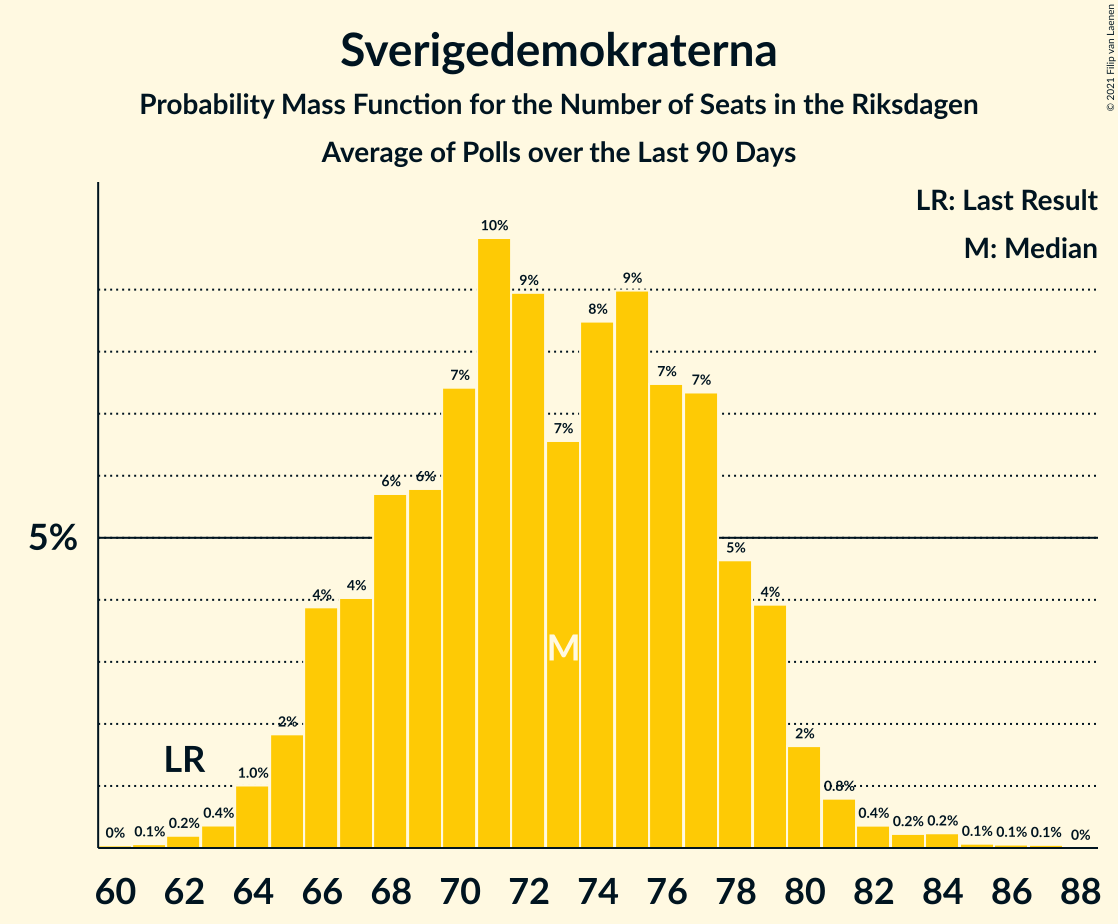 Sverigedemokraterna
Probability Mass Function for the Number of Seats in the Riksdagen
Average of Polls over the Last 90 Days
© 2021 Filip van Laenen
LR: Last Result
M: Median
5%
0% 0.1% 0.2% 0.4% 1.0% 2% 4% 4% 6% 6% 7% 10% 9% 7% 8% 9% 7% 7% 5% 4% 2% 0.8% 0.4% 0.2% 0.2% 0.1% 0.1% 0.1% 0%
LR
M
60 62 64 66 68 70 72 74 76 78 80 82 84 86 88